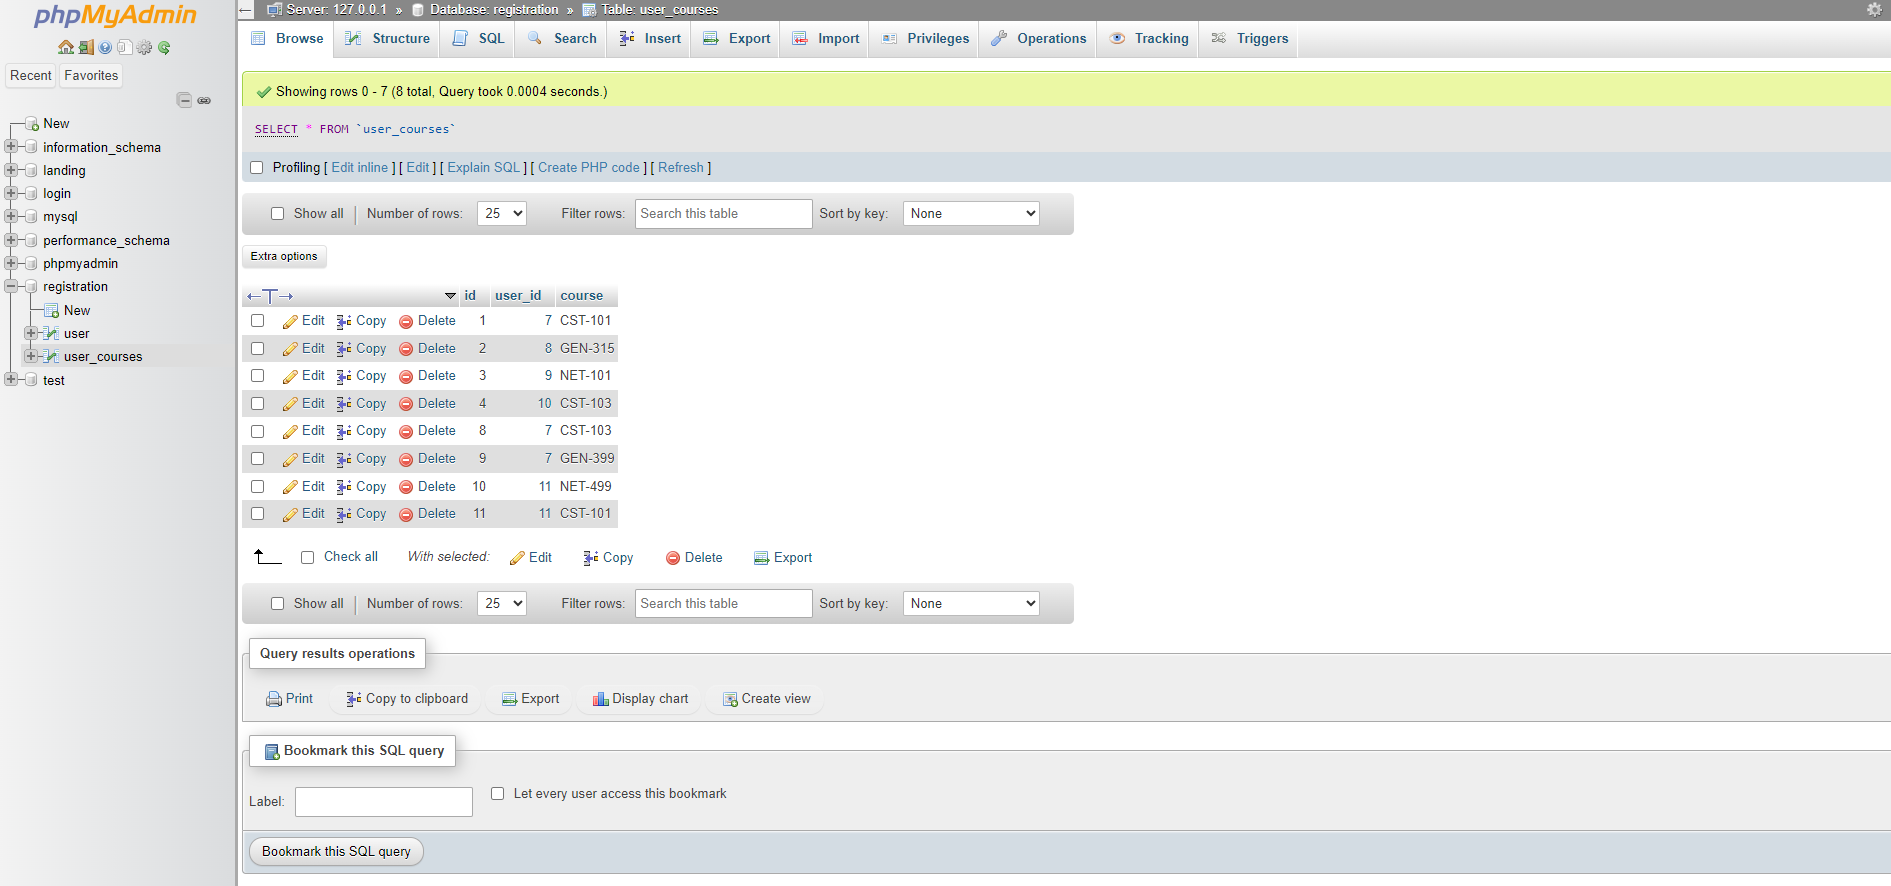 phpMyAdmin
Recent Favorites
New
information_schema
landing
login
mysql
performance_schema
phpmyadmin
registration
New
user
user_courses
test
Server: 127.0.0.1 » Database: registration » Table: user_courses
Browse Structure SQL Search Insert Export Import Privileges Operations Tracking Triggers
Showing rows 0 - 7 (8 total, Query took 0.0004 seconds.)
SELECT * FROM `user_courses`
Profiling [ Edit inline ] [ Edit ] [ Explain SQL ] [ Create PHP code ] [ Refresh ]
Show all | Number of rows: 25 Filter rows: Search this table Sort by key: None
Extra options
←T→ id user_id course
Edit Copy Delete 1 7 CST-101
Edit Copy Delete 2 8 GEN-315
Edit Copy Delete 3 9 NET-101
Edit Copy Delete 4 10 CST-103
Edit Copy Delete 8 7 CST-103
Edit Copy Delete 9 7 GEN-399
Edit Copy Delete 10 11 NET-499
Edit Copy Delete 11 11 CST-101
Check all With selected: Edit Copy Delete Export
Show all | Number of rows: 25 Filter rows: Search this table Sort by key: None
Query results operations
Print Copy to clipboard Export Display chart Create view
Bookmark this SQL query
Label: Let every user access this bookmark
Bookmark this SQL query